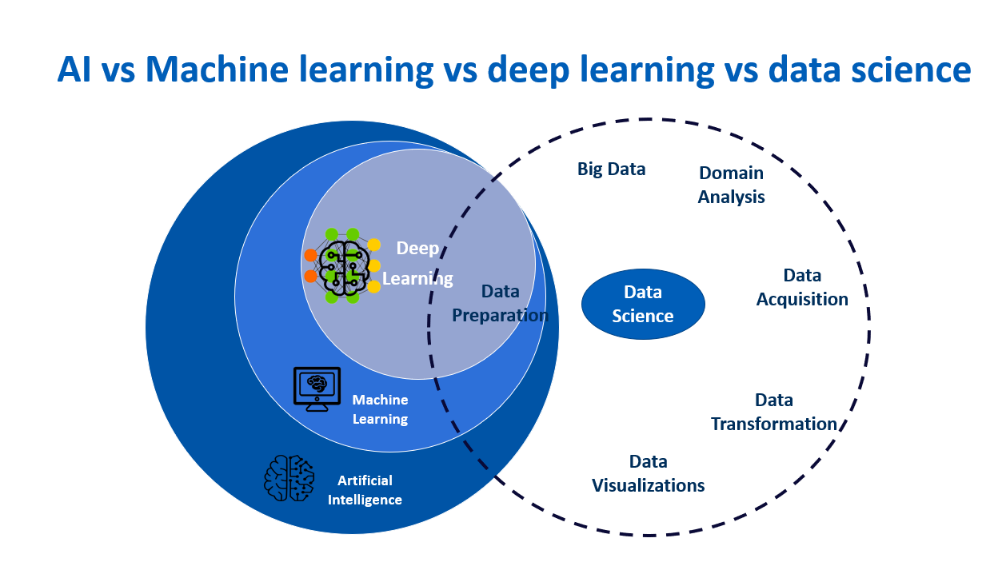 AI vs Machine learning vs deep learning vs data science
Big Data
Domain
Analysis
Deep
Learning
Data
Preparation
Data
Science
Data
Acquisition
Machine
Learning
Data
Transformation
Data
Visualizations
Artificial
Intelligence